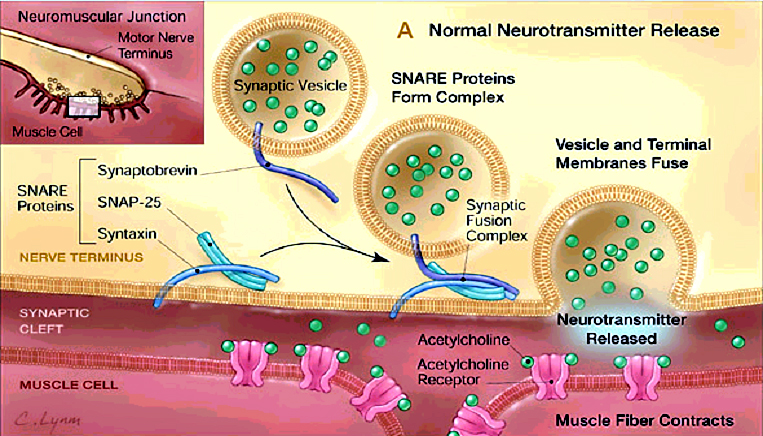 Neuromuscular Junction
Motor Nerve
Terminus
Muscle Cell
A Normal Neurotransmitter Release
Synaptic Vesicle
SNARE Proteins
Form Complex
Vesicle and Terminal
Membranes Fuse
SNARE
Proteins
Synaptobrevin
SNAP-25
Syntaxin
Synaptic
Fusion
Complex
NERVE TERMINUS
SYNAPTIC
CLEFT
Neurotransmitter
Released
Acetylcholine
Acetylcholine
Receptor
MUSCLE CELL
Muscle Fiber Contracts
C. Lynm